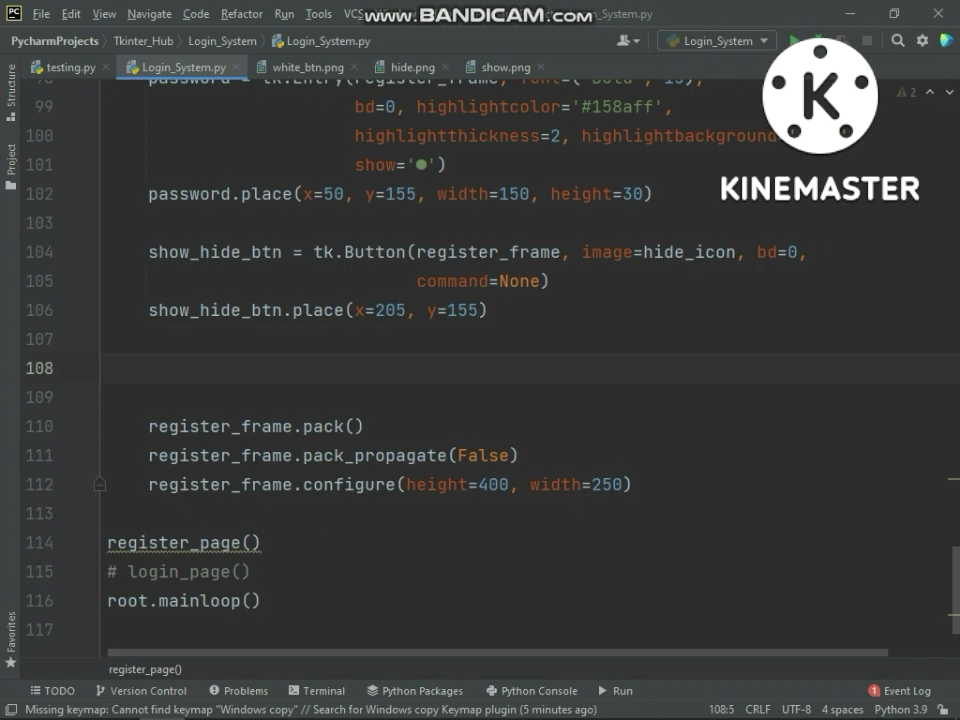 PC File Edit View Navigate Code Refactor Run Tools VCS www.BANDICAM.com _System.py
PycharmProjects Tkinter_Hub Login_System Login_System.py Login_System
testing.py Login_System.py white_btn.png hide.png show.png
Structure
Project
Favorites
99 bd=0, highlightcolor='#158aff',
100 highlightthickness=2, highlightbackground
101 show='●')
102 password.place(x=50, y=155, width=150, height=30)
103
104 show_hide_btn = tk.Button(register_frame, image=hide_icon, bd=0,
105 command=None)
106 show_hide_btn.place(x=205, y=155)
107
108
109
110 register_frame.pack()
111 register_frame.pack_propagate(False)
112 register_frame.configure(height=400, width=250)
113
114 register_page()
115 # login_page()
116 root.mainloop()
117
2
K
KINEMASTER
register_page()
TODO Version Control Problems Terminal Python Packages Python Console Run 1 Event Log
Missing keymap: Cannot find keymap "Windows copy" // Search for Windows copy Keymap plugin (5 minutes ago) 108:5 CRLF UTF-8 4 spaces Python 3.9